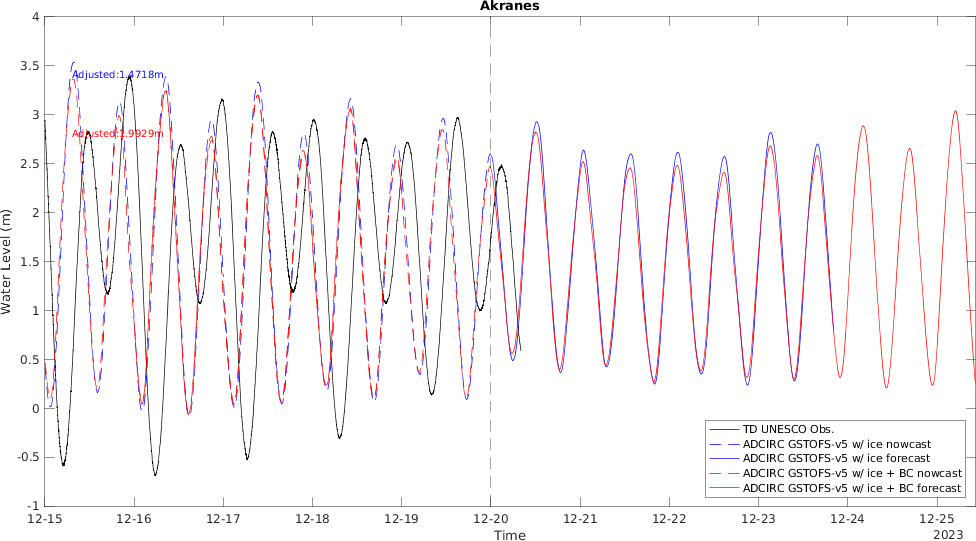 Akranes
4
3.5
3
2.5
2
1.5
1
0.5
0
-0.5
-1
Water Level (m)
Adjusted:1.4718m
Adjusted:1.9929m
TD UNESCO Obs.
ADCIRC GSTOFS-v5 w/ ice nowcast
ADCIRC GSTOFS-v5 w/ ice forecast
ADCIRC GSTOFS-v5 w/ ice + BC nowcast
ADCIRC GSTOFS-v5 w/ ice + BC forecast
12-15 12-16 12-17 12-18 12-19 12-20 12-21 12-22 12-23 12-24 12-25
Time
2023